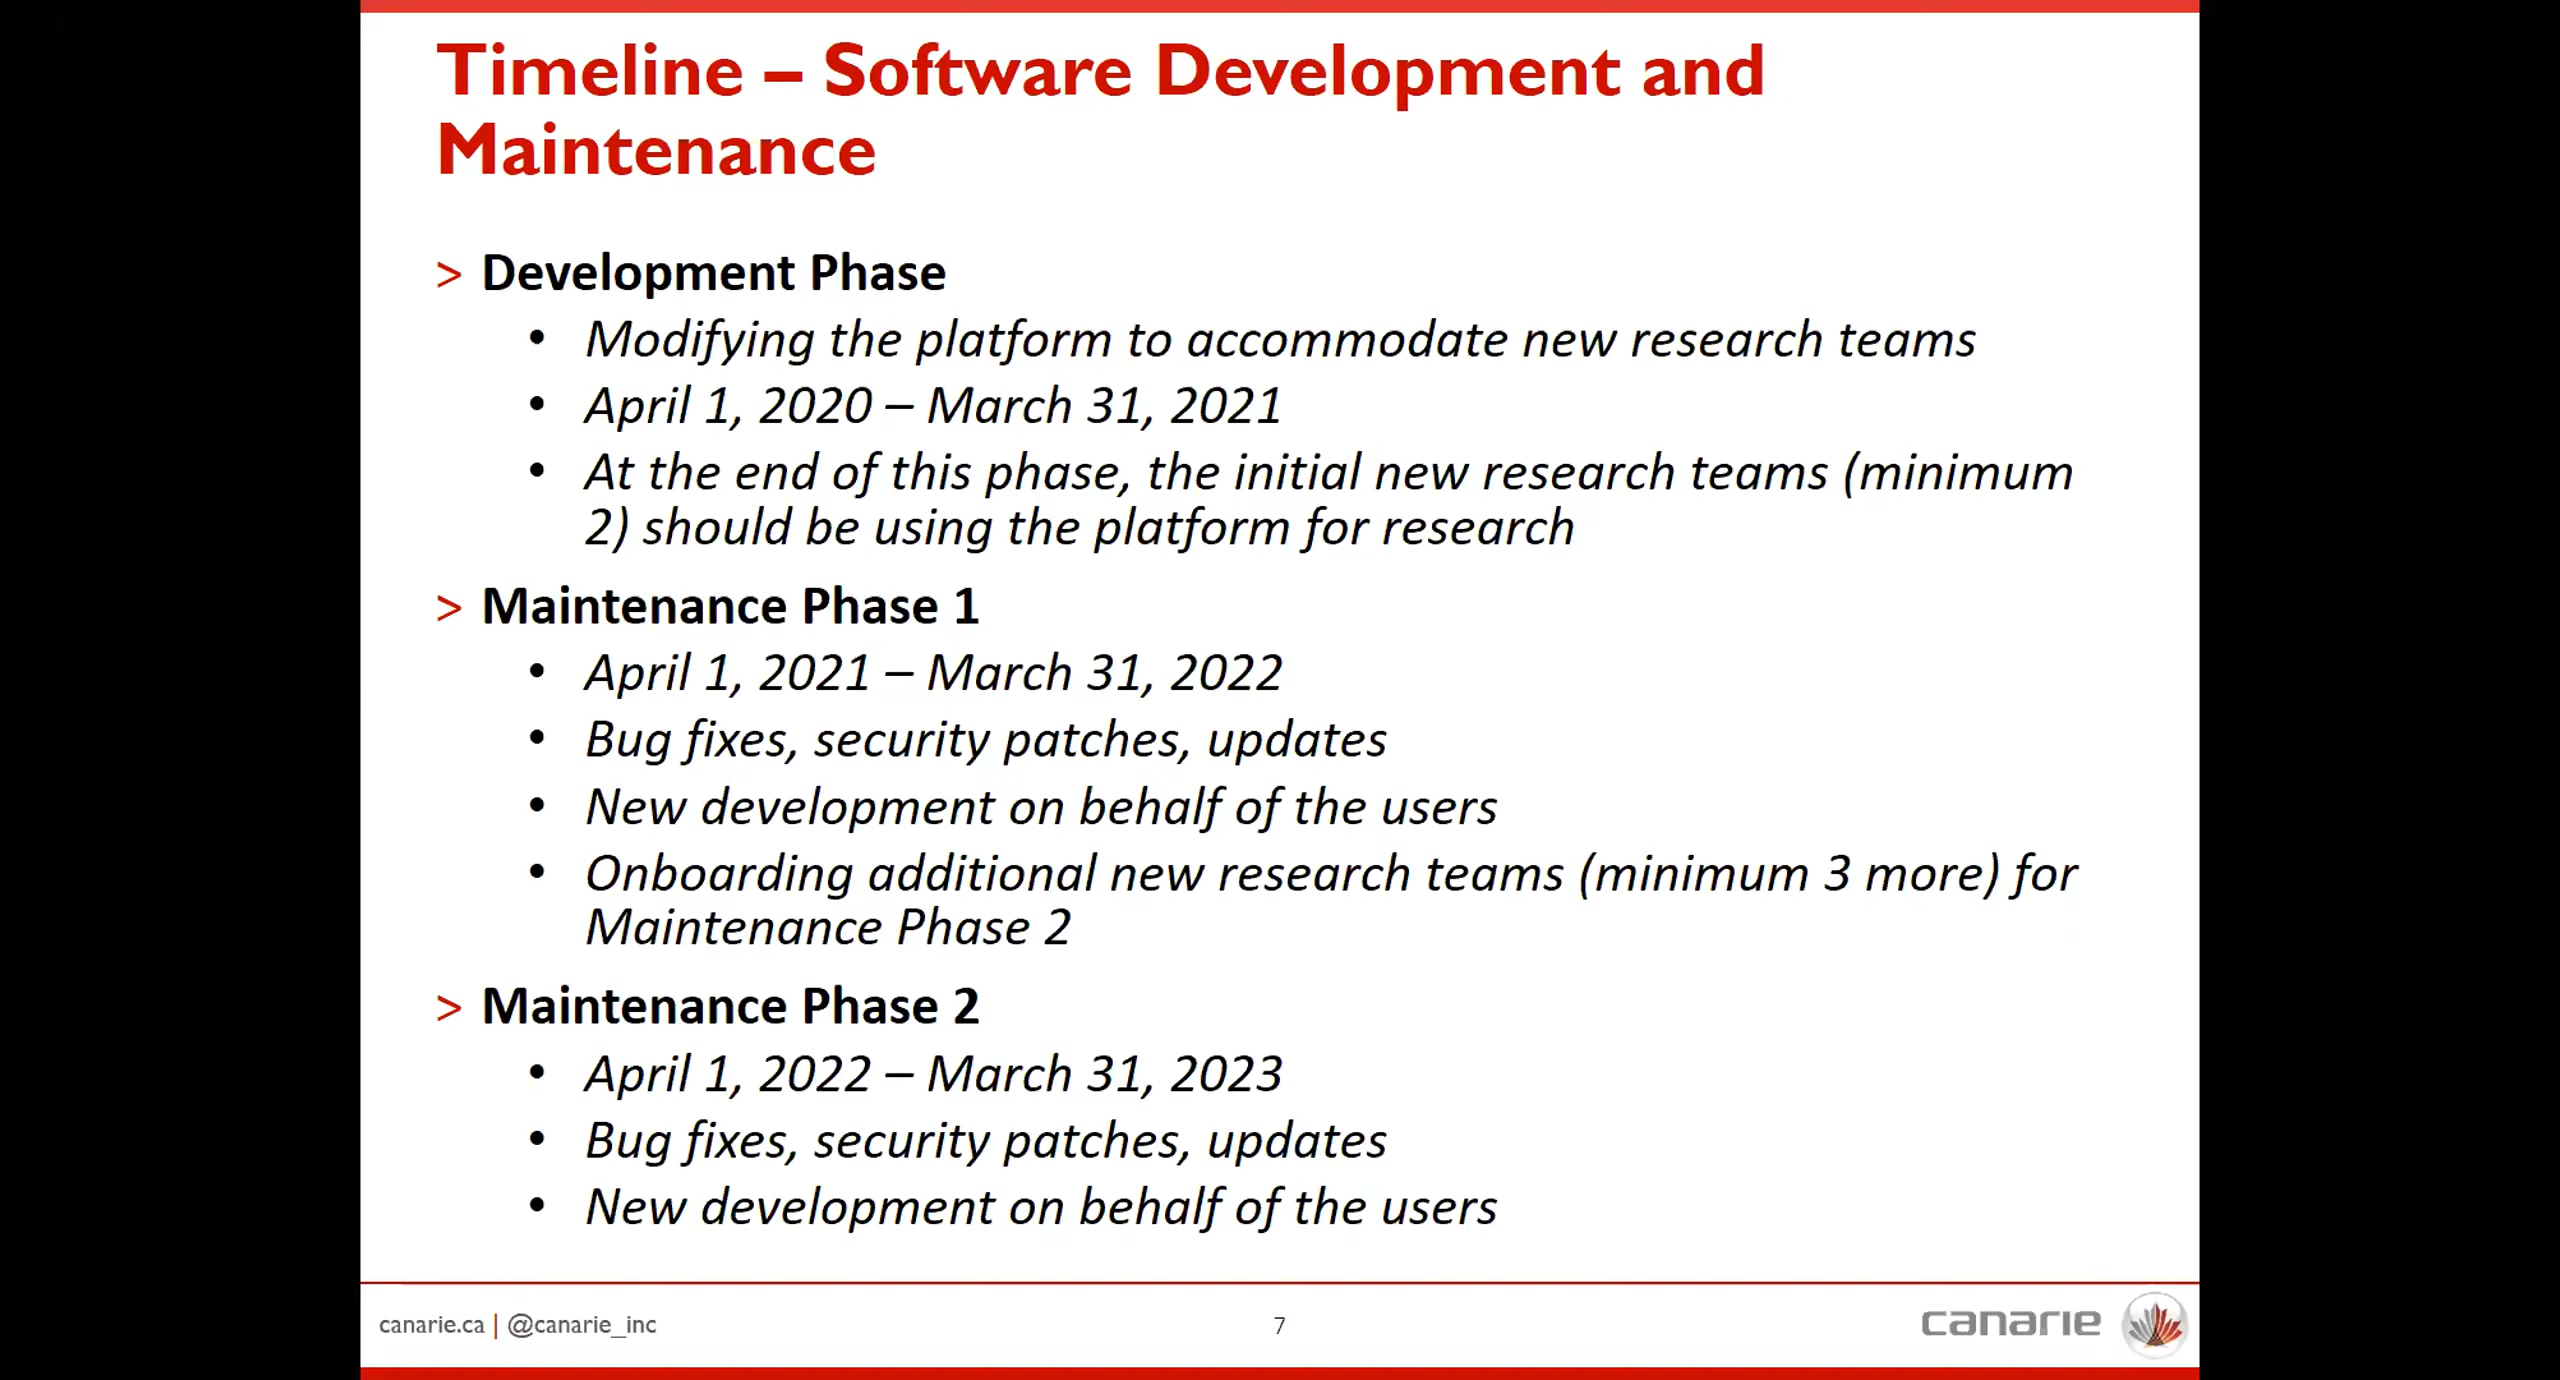 Timeline – Software Development and
Maintenance
> Development Phase
• Modifying the platform to accommodate new research teams
• April 1, 2020 – March 31, 2021
• At the end of this phase, the initial new research teams (minimum
2) should be using the platform for research
> Maintenance Phase 1
• April 1, 2021 – March 31, 2022
• Bug fixes, security patches, updates
• New development on behalf of the users
• Onboarding additional new research teams (minimum 3 more) for
Maintenance Phase 2
> Maintenance Phase 2
• April 1, 2022 – March 31, 2023
• Bug fixes, security patches, updates
• New development on behalf of the users
canarie.ca | @canarie_inc
7
canarie